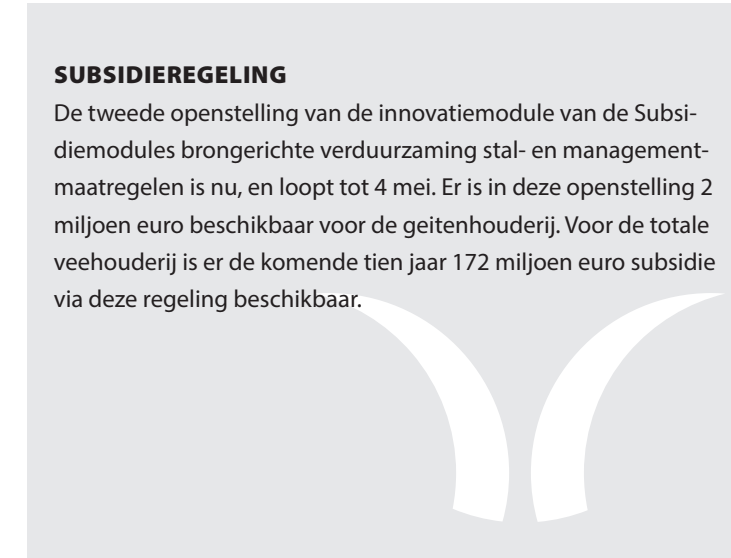 SUBSIDIEREGELING
De tweede openstelling van de innovatiemodule van de Subsi-
diemodules brongerichte verduurzaming stal- en management-
maatregelen is nu, en loopt tot 4 mei. Er is in deze openstelling 2
miljoen euro beschikbaar voor de geitenhouderij. Voor de totale
veehouderij is er de komende tien jaar 172 miljoen euro subsidie
via deze regeling beschikbaar.